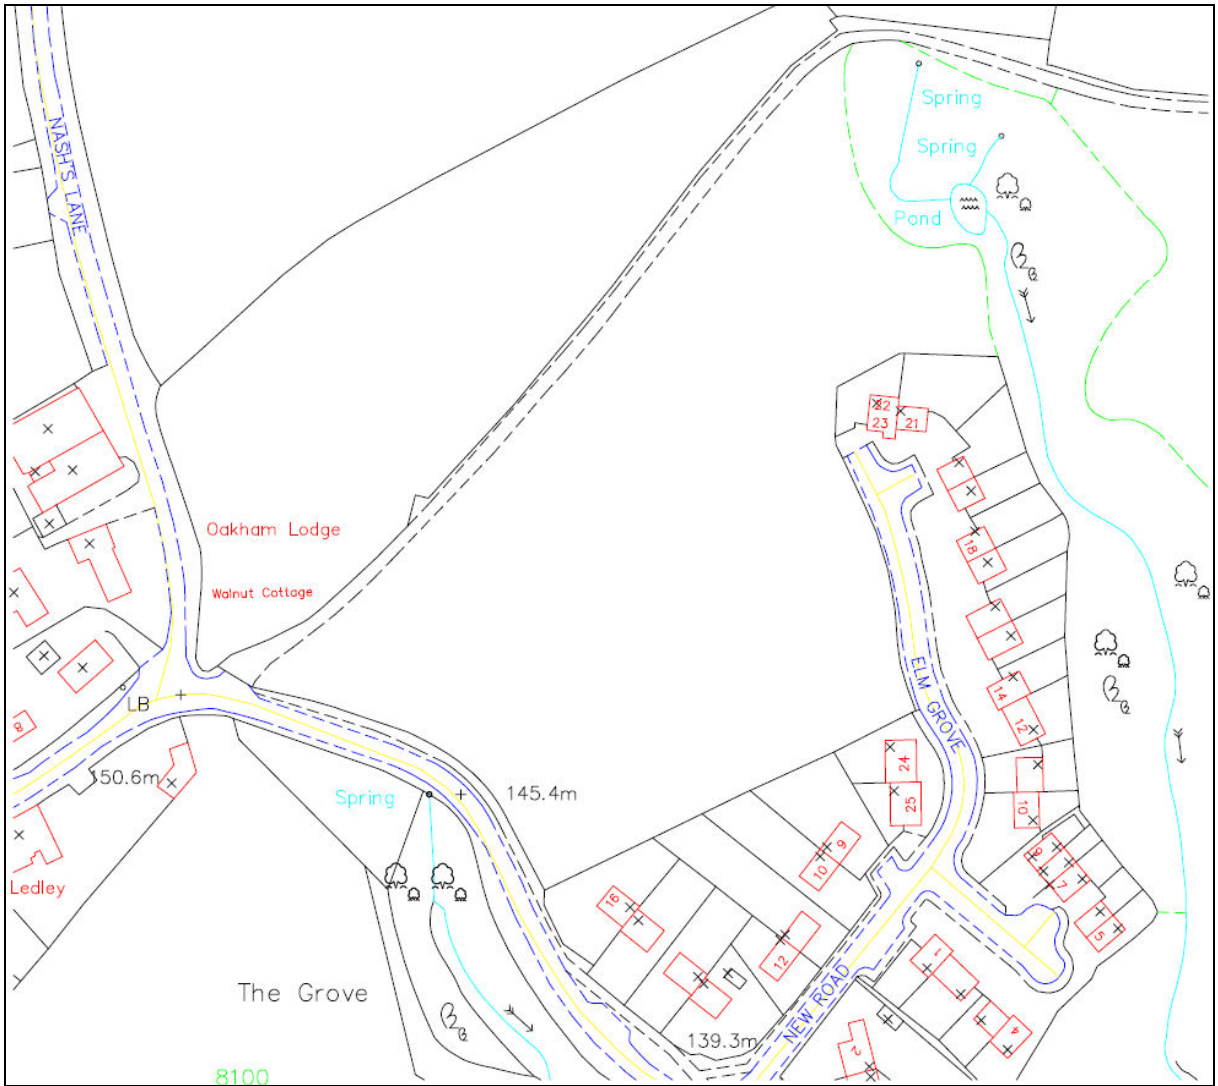 Spring
NASH'S LANE
Spring
Pond
22
23
21
Oakham Lodge
18
Walnut Cottage
ELM GROVE
14
12
LB
8
24
150.6m
Spring
145.4m
25
10
9
10
9
7
Ledley
16
5
12
1
The Grove
NEW ROAD
4
139.3m
2
8100